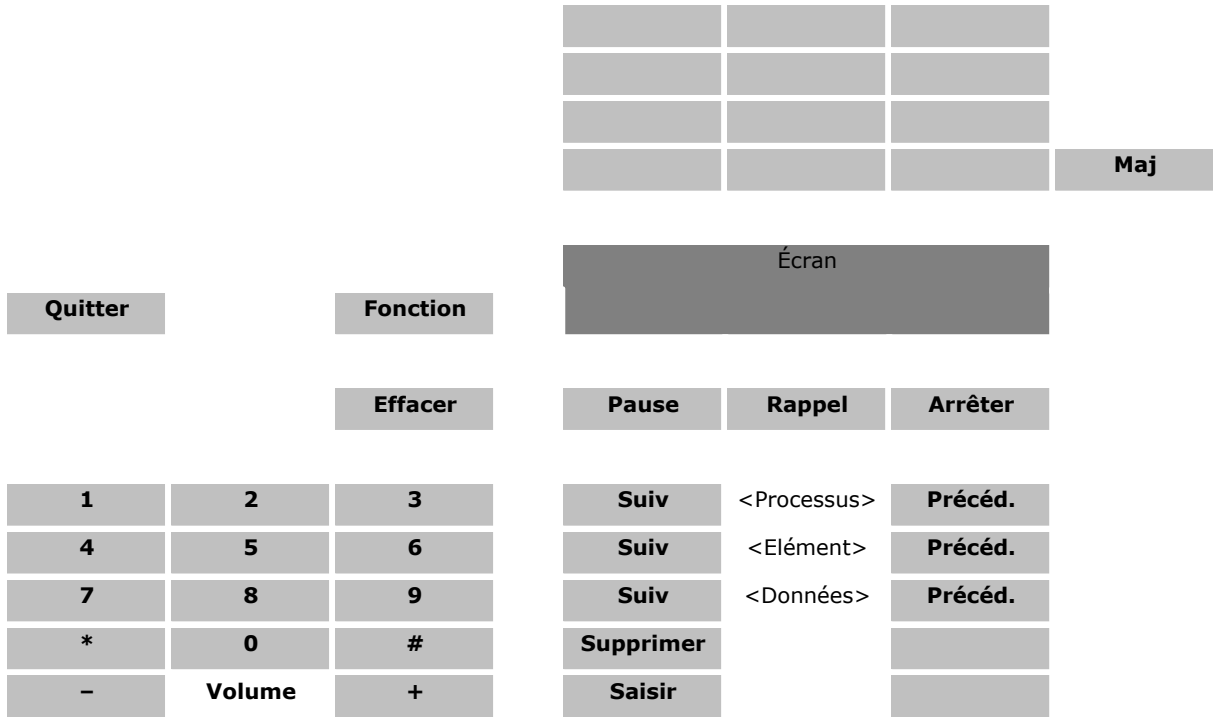 Maj
Écran
Quitter Fonction
Effacer Pause Rappel Arrêter
1 2 3 Suiv <Processus> Précéd.
4 5 6 Suiv <Elément> Précéd.
7 8 9 Suiv <Données> Précéd.
* 0 # Supprimer
– Volume + Saisir